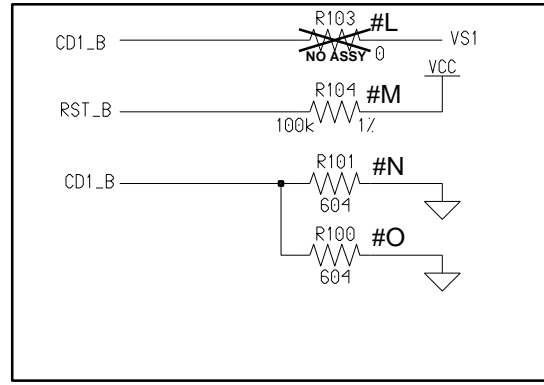 R103 #L
CD1_B VS1
NO ASSY 0
VCC
R104 #M
RST_B
100k 1%
R101 #N
CD1_B
604
R100 #O
604